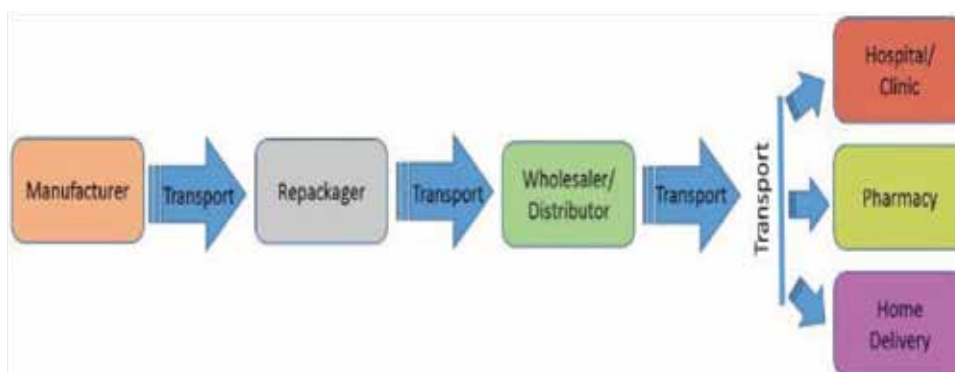 Manufacturer
Transport
Repackager
Transport
Wholesaler/
Distributor
Transport
Transport
Hospital/
Clinic
Pharmacy
Home
Delivery